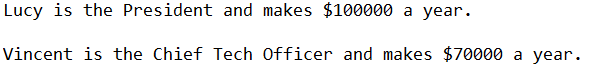 Lucy is the President and makes $100000 a year.
Vincent is the Chief Tech Officer and makes $70000 a year.